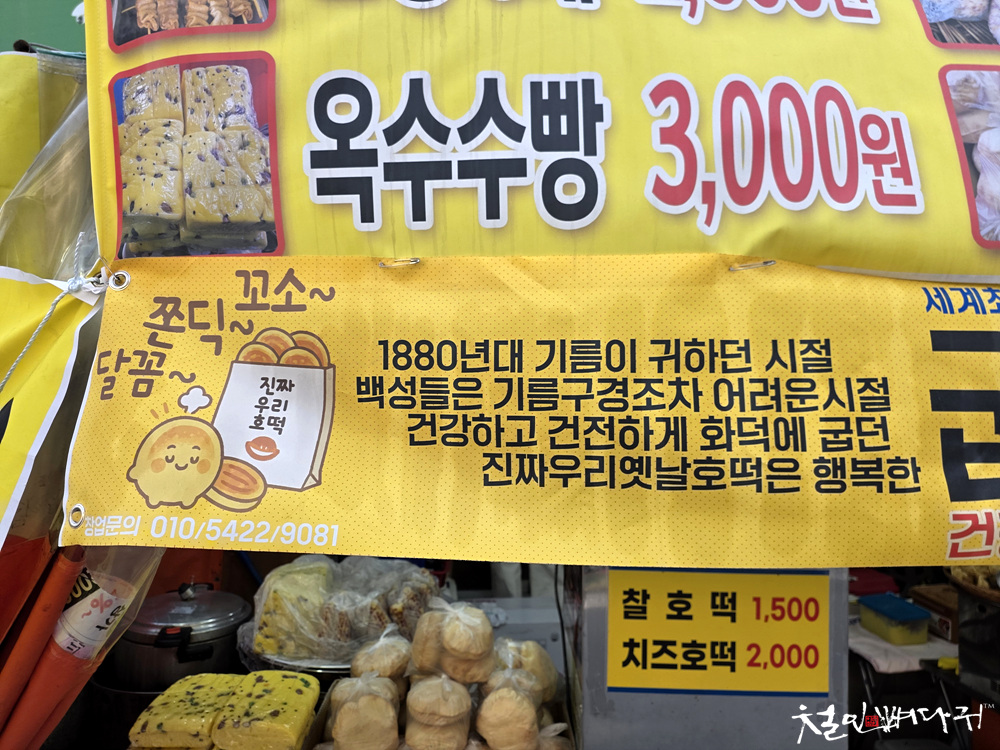 옥수수빵 3,000원
꼬소~
쫀딕~
달꼼~
진짜
우리
호떡
1880년대 기름이 귀하던 시절
백성들은 기름구경조차 어려운시절
건강하고 건전하게 화덕에 굽던
진짜우리옛날호떡은 행복한
창업문의 010/5422/9081
세계최
찰호떡 1,500
치즈호떡 2,000